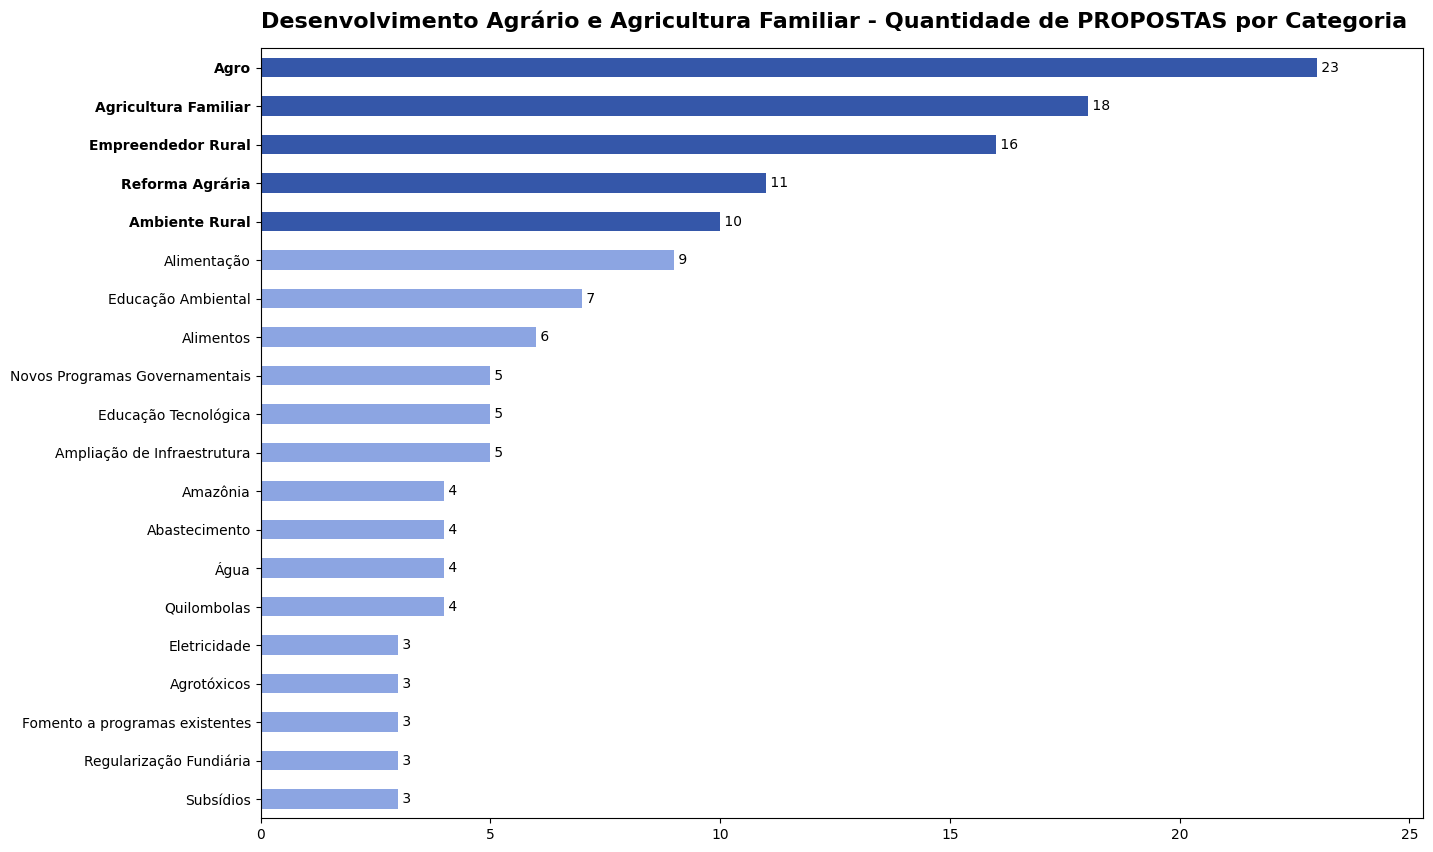 Desenvolvimento Agrário e Agricultura Familiar - Quantidade de PROPOSTAS por Categoria
Agro 23
Agricultura Familiar 18
Empreendedor Rural 16
Reforma Agrária 11
Ambiente Rural 10
Alimentação 9
Educação Ambiental 7
Alimentos 6
Novos Programas Governamentais 5
Educação Tecnológica 5
Ampliação de Infraestrutura 5
Amazônia 4
Abastecimento 4
Água 4
Quilombolas 4
Eletricidade 3
Agrotóxicos 3
Fomento a programas existentes 3
Regularização Fundiária 3
Subsídios 3
0 5 10 15 20 25